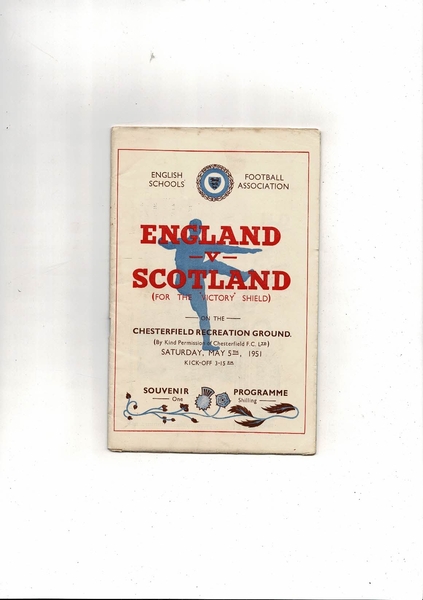 ENGLISH SCHOOLS' FOOTBALL ASSOCIATION
ENGLAND
— V —
SCOTLAND
(FOR THE VICTORY SHIELD)
— ON THE —
CHESTERFIELD RECREATION GROUND.
(By Kind Permission of Chesterfield F.C. LTD)
SATURDAY, MAY 5TH, 1951
KICK-OFF 3-15 P.M.
SOUVENIR PROGRAMME
— One Shilling —